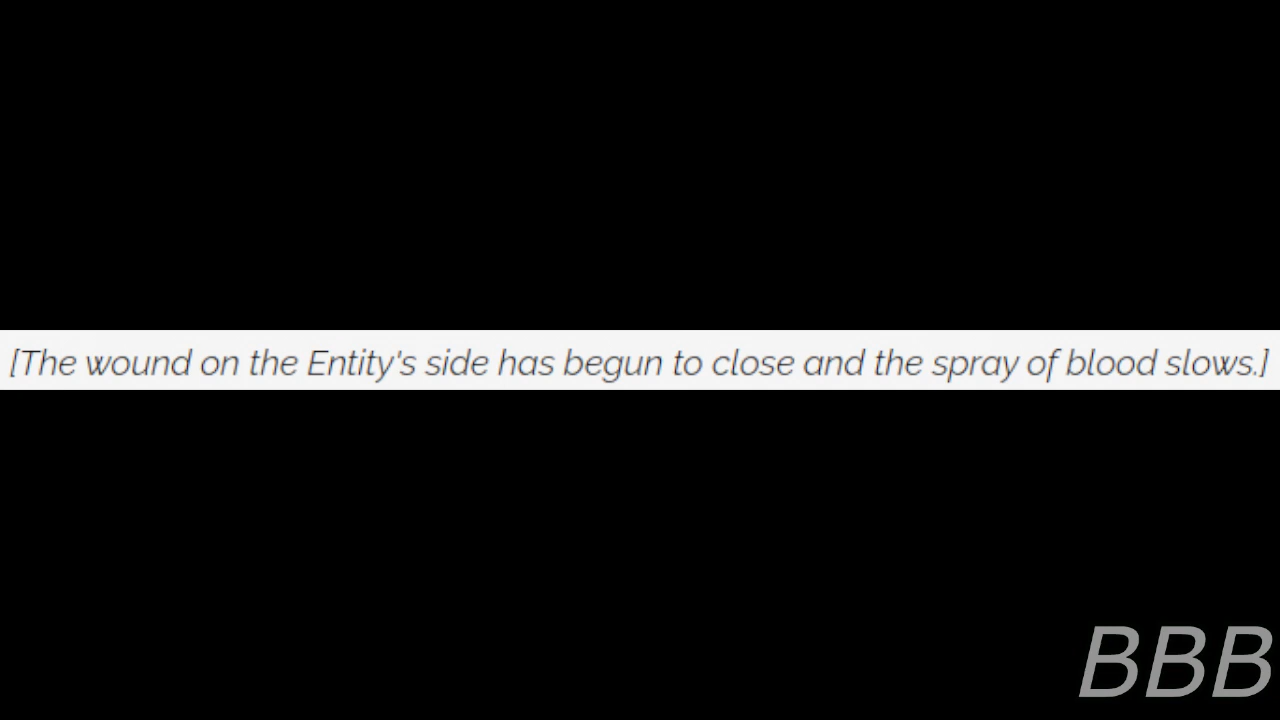 [The wound on the Entity's side has begun to close and the spray of blood slows.]
BBB